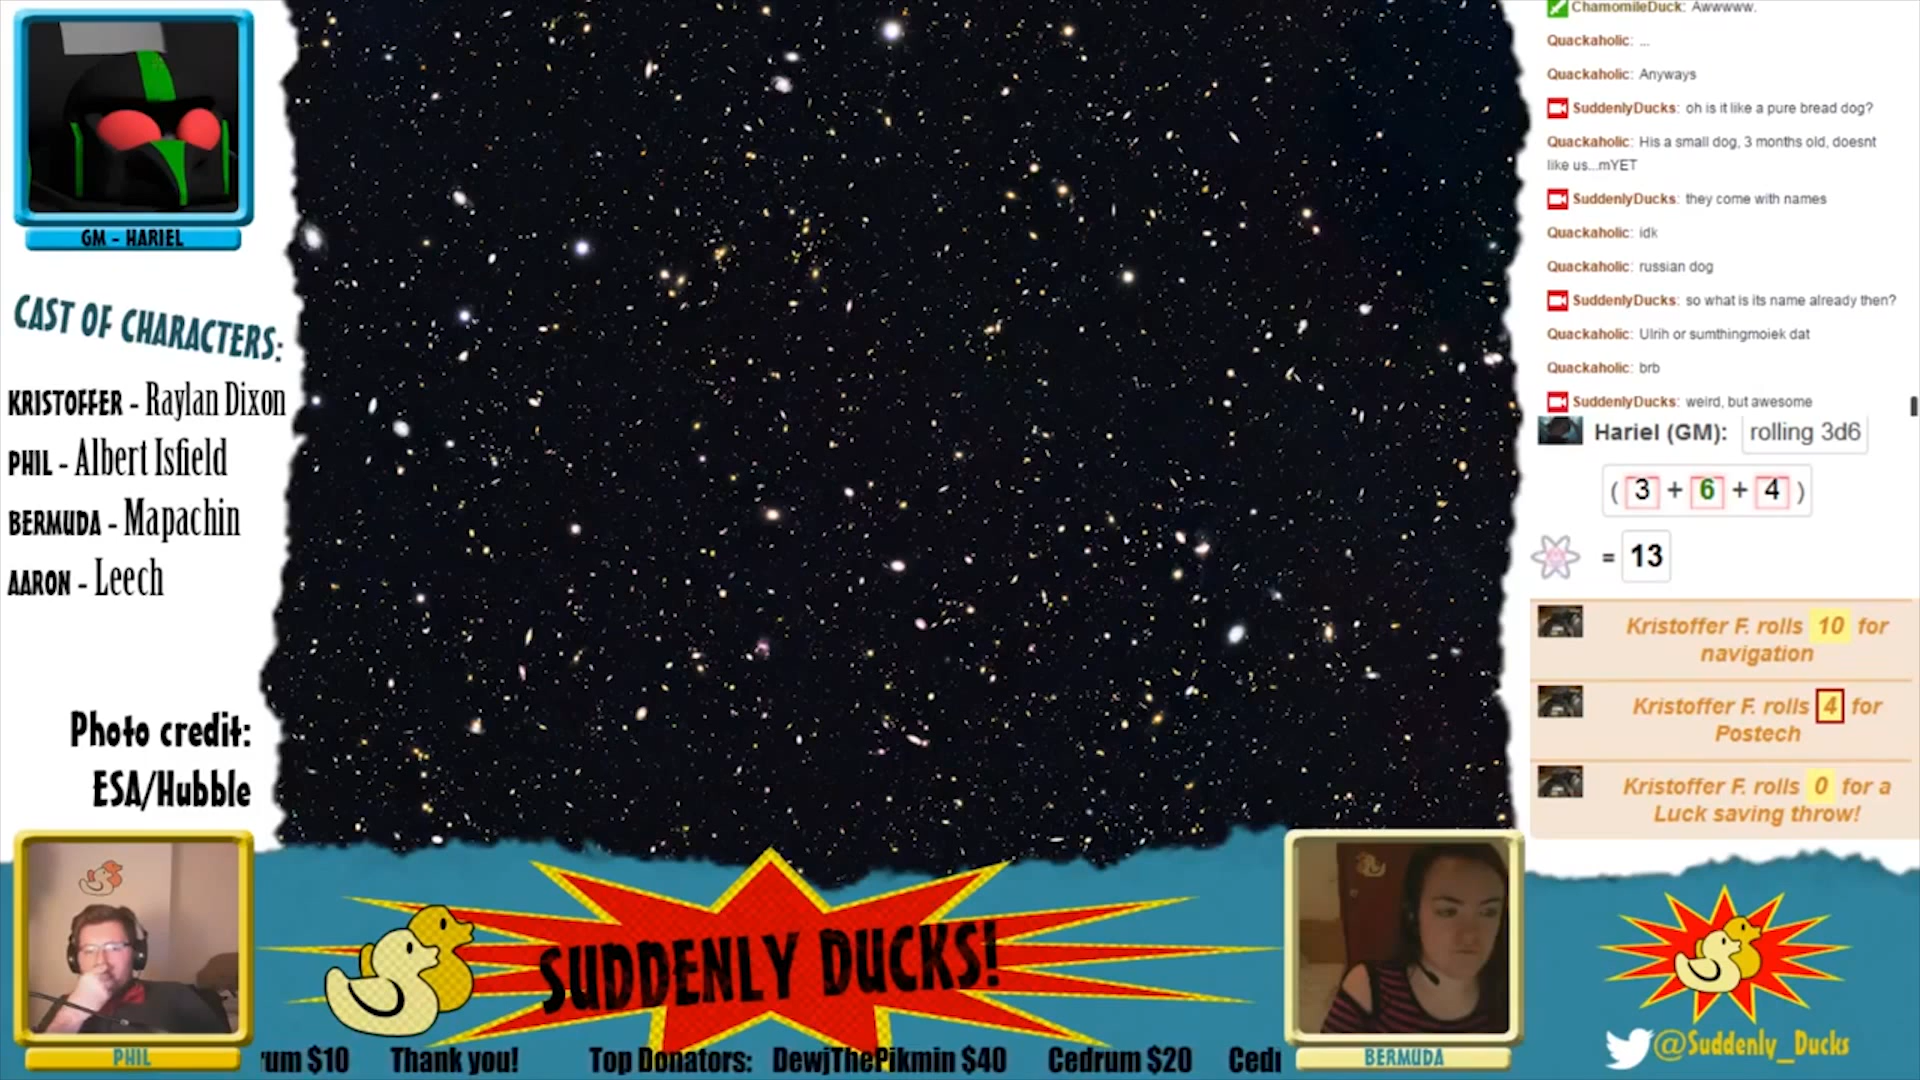 GM - HARIEL
CAST OF CHARACTERS:
KRISTOFFER - Raylan Dixon
PHIL - Albert Isfield
BERMUDA - Mapachin
AARON - Leech
Photo credit:
ESA/Hubble
PHIL
SUDDENLY DUCKS!
rum $10 Thank you! Top Donators: DewjThePikmin $40 Cedrum $20 Cedr
BERMUDA
ChamomileDuck: Awwwww.
Quackaholic: ...
Quackaholic: Anyways
SuddenlyDucks: oh is it like a pure bread dog?
Quackaholic: His a small dog, 3 months old, doesnt
like us...mYET
SuddenlyDucks: they come with names
Quackaholic: idk
Quackaholic: russian dog
SuddenlyDucks: so what is its name already then?
Quackaholic: Ulrih or sumthingmoiek dat
Quackaholic: brb
SuddenlyDucks: weird, but awesome
Hariel (GM): rolling 3d6
( 3 + 6 + 4 )
= 13
Kristoffer F. rolls 10 for
navigation
Kristoffer F. rolls 4 for
Postech
Kristoffer F. rolls 0 for a
Luck saving throw!
@Suddenly_Ducks